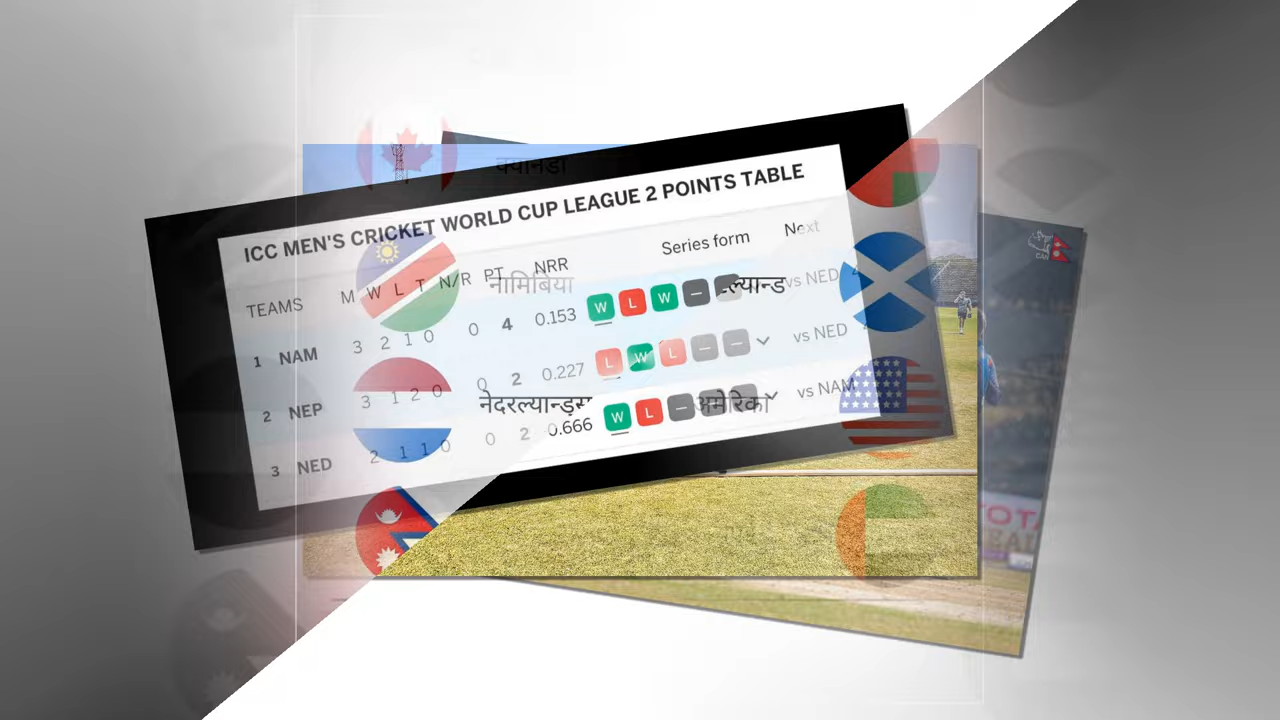 क्यानडा
ICC MEN'S CRICKET WORLD CUP LEAGUE 2 POINTS TABLE
TEAMS M W L T N/R PT NRR Series form Next
नामिबिया
1 NAM 3 2 1 0 0 4 0.153 W L W – vs NED
2 NEP 3 1 2 0 0 2 0.227 L W L – – vs NED
नेदरल्यान्ड्स अमेरिका
3 NED 2 1 1 0 0 2 0.666 W L – vs NAM
CAN